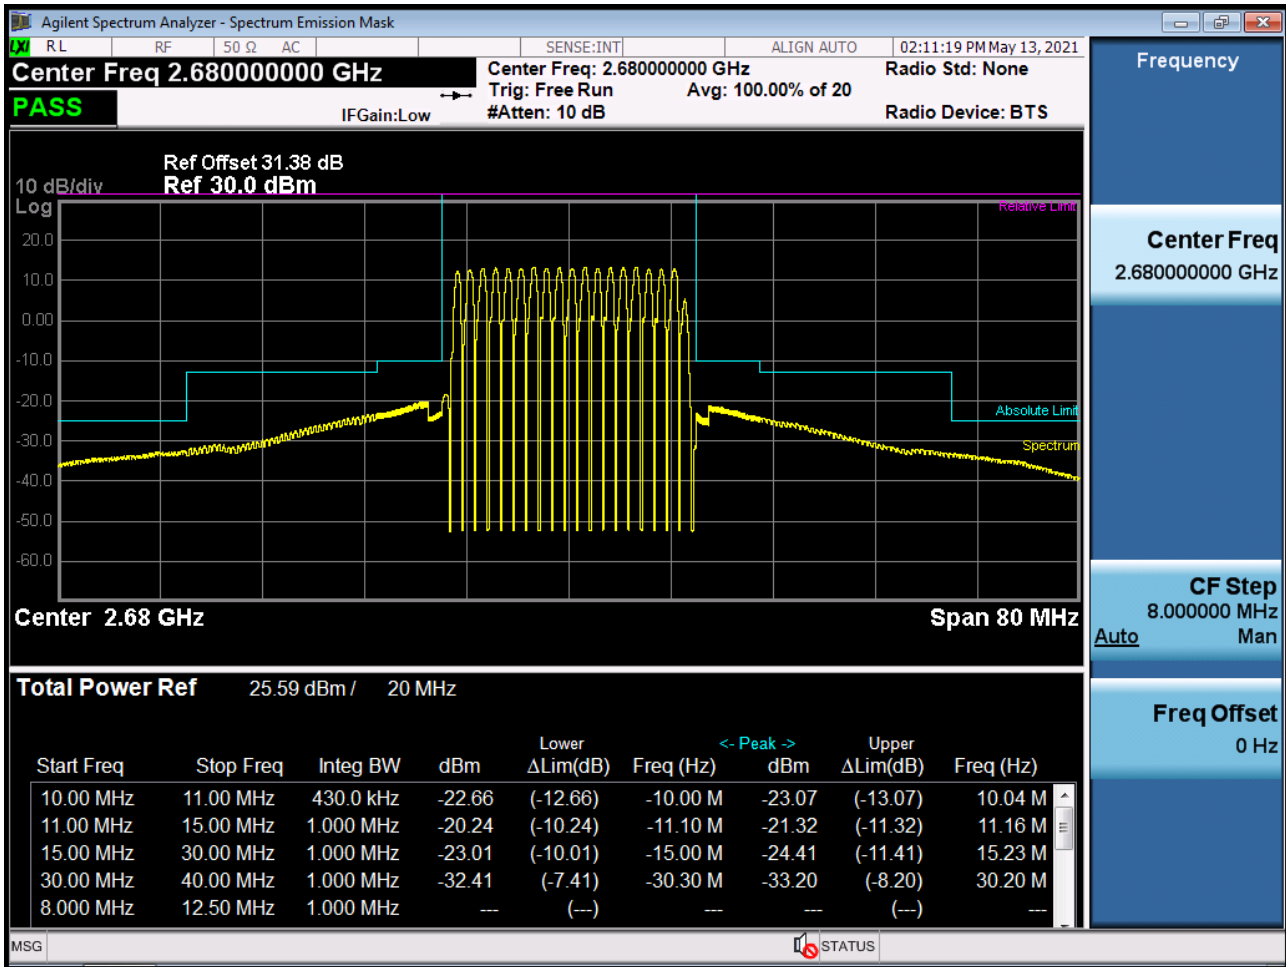 Agilent Spectrum Analyzer - Spectrum Emission Mask
LXI RL RF 50 Ω AC SENSE:INT ALIGN AUTO 02:11:19 PM May 13, 2021
Center Freq 2.680000000 GHz
Center Freq: 2.680000000 GHz
Radio Std: None
Trig: Free Run
Avg: 100.00% of 20
PASS
IFGain:Low
#Atten: 10 dB
Radio Device: BTS
Ref Offset 31.38 dB
10 dB/div
Ref 30.0 dBm
Log
Relative Limit
20.0
10.0
0.00
-10.0
-20.0
Absolute Limit
-30.0
Spectrum
-40.0
-50.0
-60.0
Center 2.68 GHz
Span 80 MHz
Total Power Ref 25.59 dBm / 20 MHz
Lower <- Peak -> Upper
Start Freq Stop Freq Integ BW dBm ΔLim(dB) Freq (Hz) dBm ΔLim(dB) Freq (Hz)
10.00 MHz 11.00 MHz 430.0 kHz -22.66 (-12.66) -10.00 M -23.07 (-13.07) 10.04 M
11.00 MHz 15.00 MHz 1.000 MHz -20.24 (-10.24) -11.10 M -21.32 (-11.32) 11.16 M
15.00 MHz 30.00 MHz 1.000 MHz -23.01 (-10.01) -15.00 M -24.41 (-11.41) 15.23 M
30.00 MHz 40.00 MHz 1.000 MHz -32.41 (-7.41) -30.30 M -33.20 (-8.20) 30.20 M
8.000 MHz 12.50 MHz 1.000 MHz --- (---) --- --- (---) ---
MSG
STATUS
Frequency
Center Freq
2.680000000 GHz
CF Step
8.000000 MHz
Auto Man
Freq Offset
0 Hz